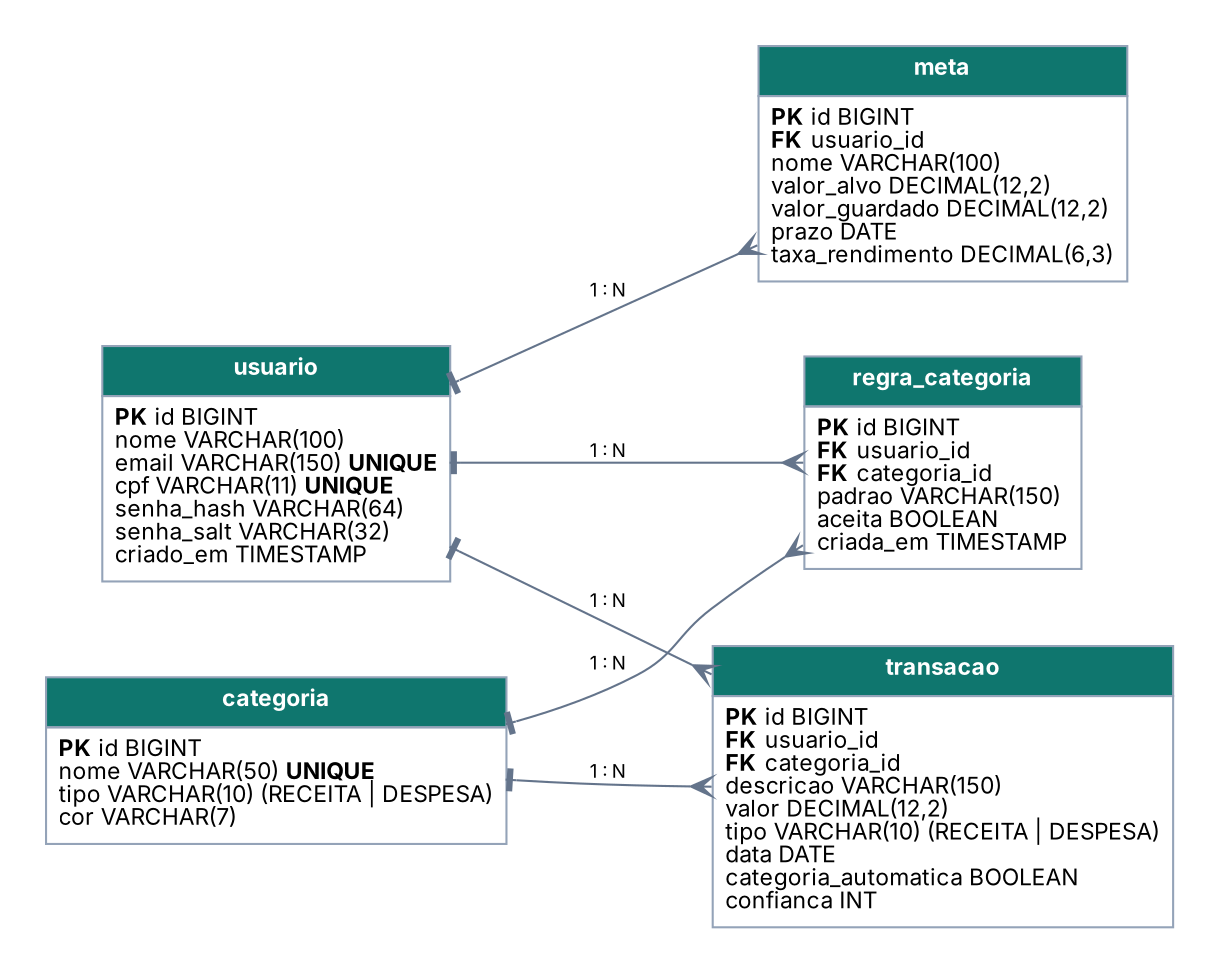 meta
PK id BIGINT
FK usuario_id
nome VARCHAR(100)
valor_alvo DECIMAL(12,2)
valor_guardado DECIMAL(12,2)
prazo DATE
taxa_rendimento DECIMAL(6,3)
1:N
usuario
PK id BIGINT
nome VARCHAR(100)
email VARCHAR(150) UNIQUE
cpf VARCHAR(11) UNIQUE
senha_hash VARCHAR(64)
senha_salt VARCHAR(32)
criado_em TIMESTAMP
1:N
regra_categoria
PK id BIGINT
FK usuario_id
FK categoria_id
padrao VARCHAR(150)
aceita BOOLEAN
criada_em TIMESTAMP
1:N
1:N
categoria
PK id BIGINT
nome VARCHAR(50) UNIQUE
tipo VARCHAR(10) (RECEITA | DESPESA)
cor VARCHAR(7)
1:N
transacao
PK id BIGINT
FK usuario_id
FK categoria_id
descricao VARCHAR(150)
valor DECIMAL(12,2)
tipo VARCHAR(10) (RECEITA | DESPESA)
data DATE
categoria_automatica BOOLEAN
confianca INT